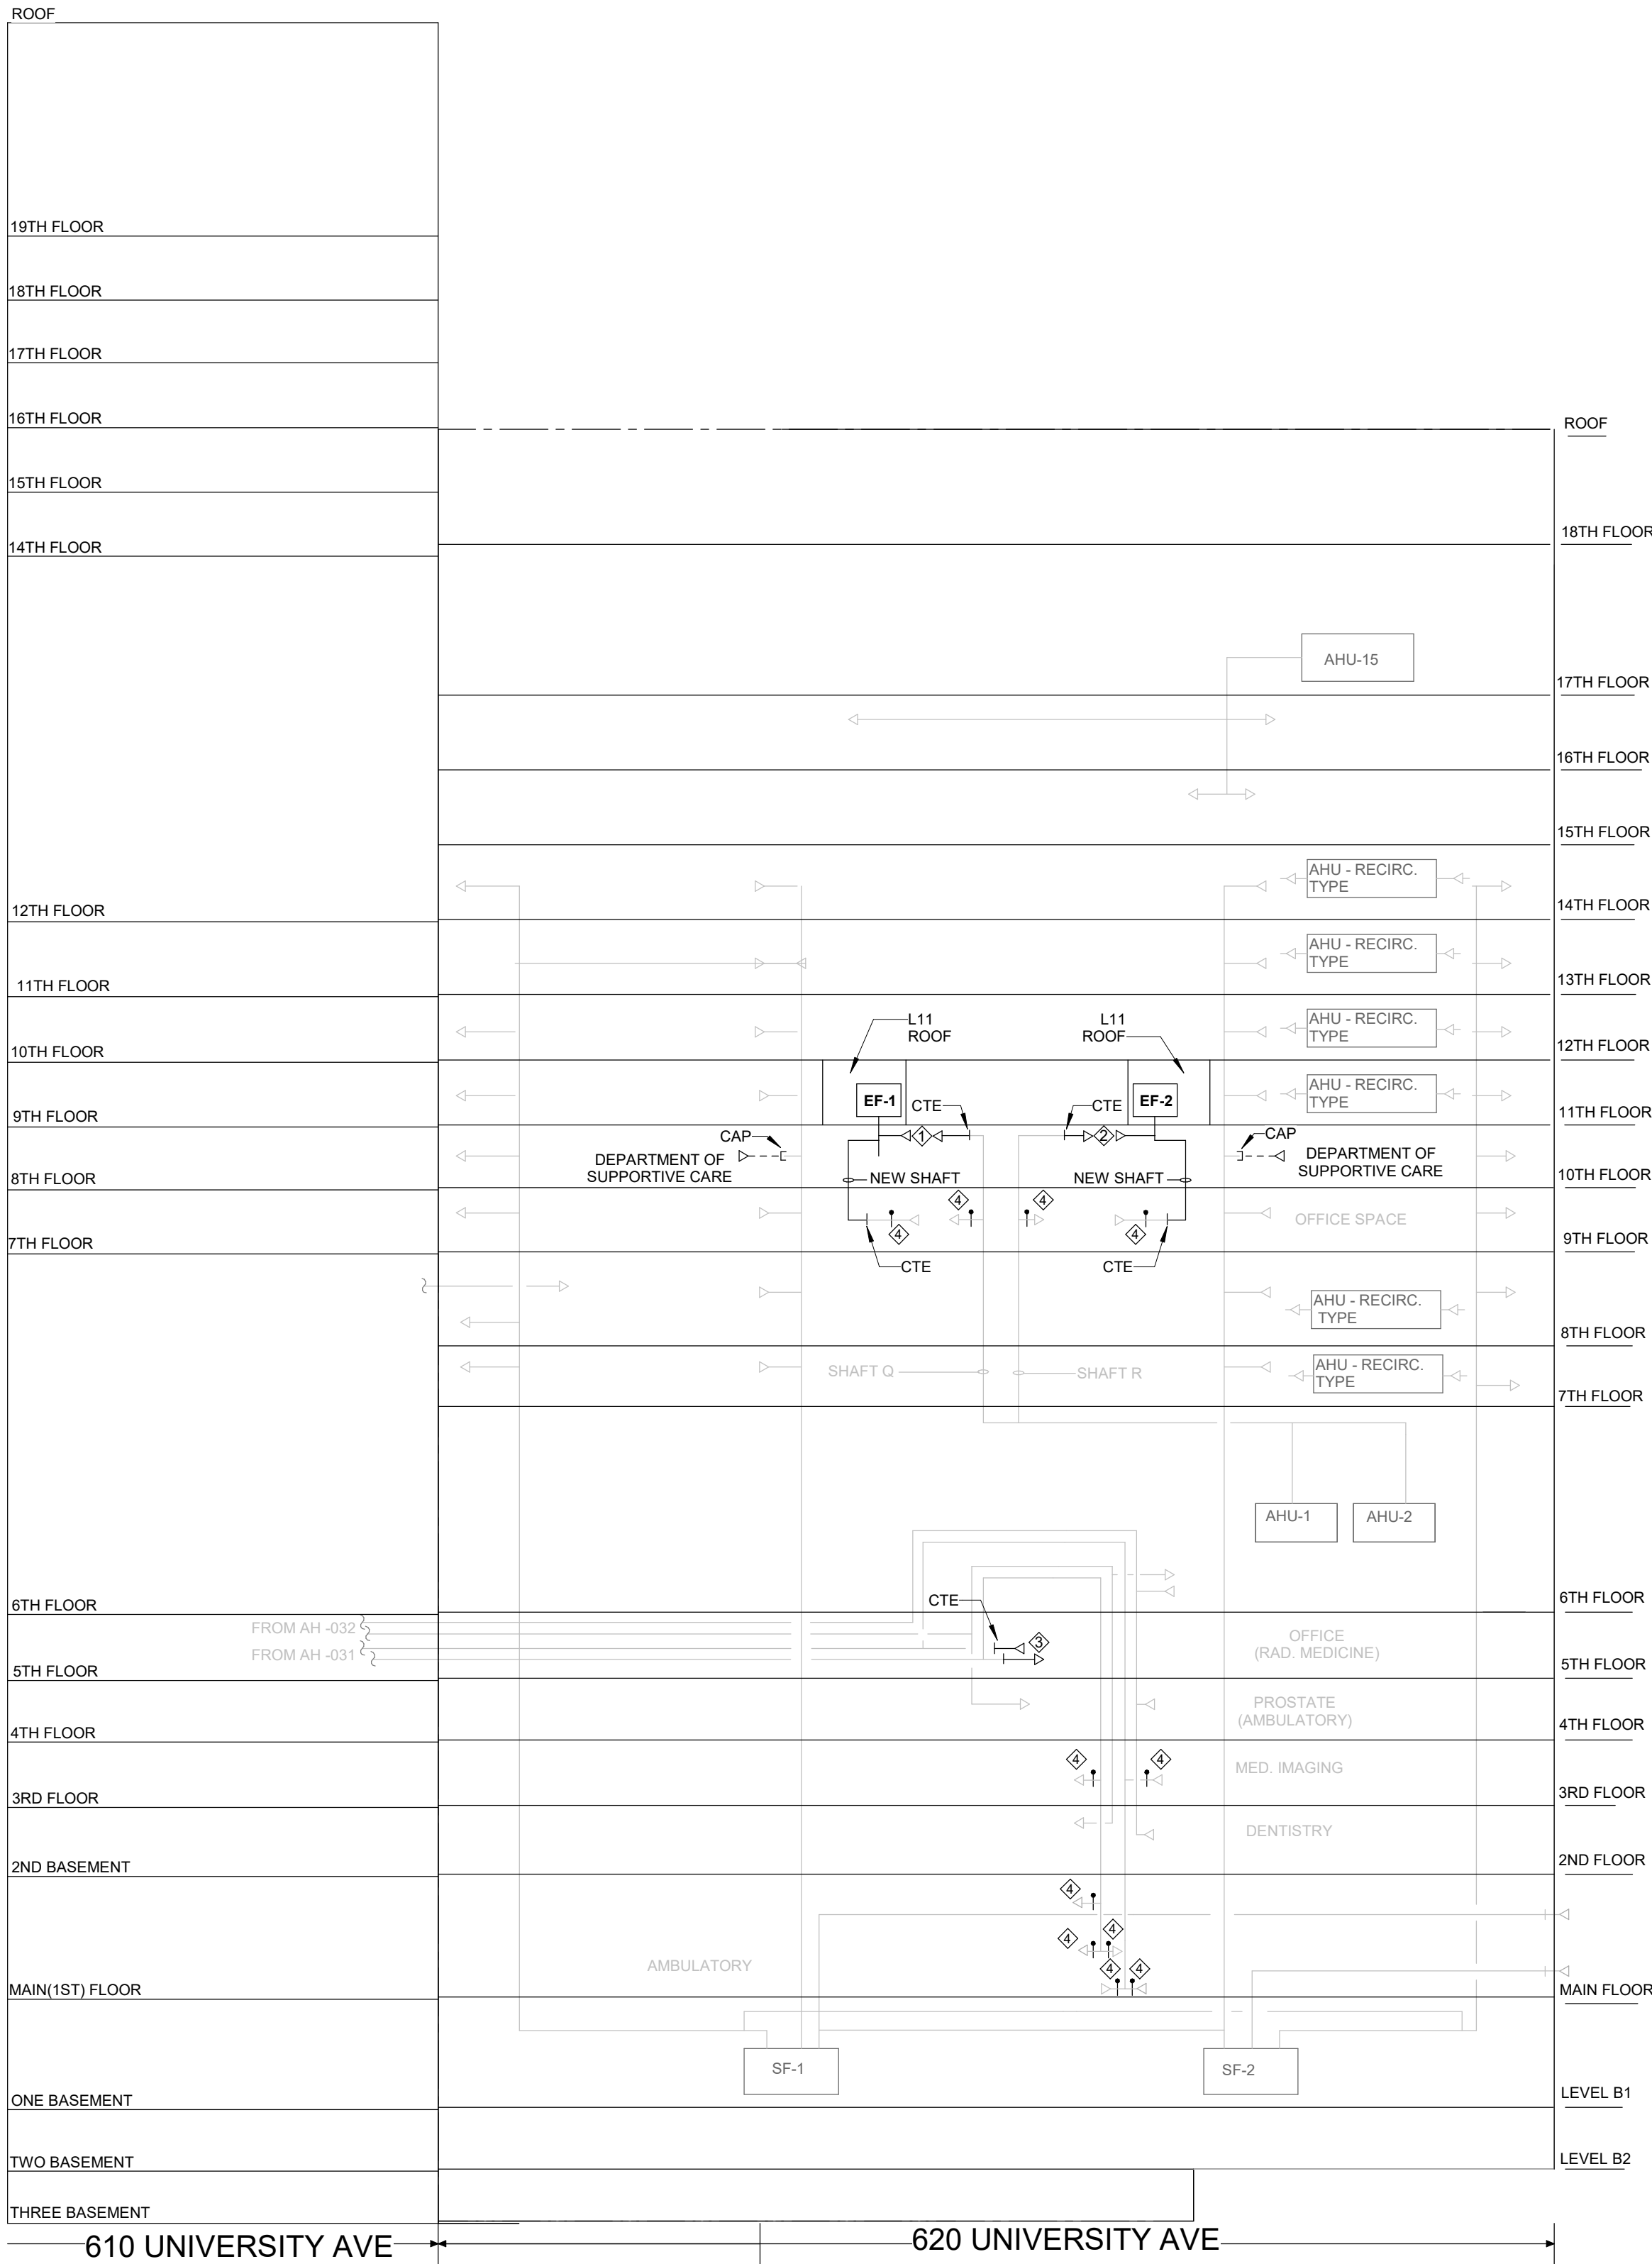 ROOF
19TH FLOOR
18TH FLOOR
17TH FLOOR
16TH FLOOR
ROOF
15TH FLOOR
14TH FLOOR
18TH FLOOR
AHU-15
17TH FLOOR
16TH FLOOR
15TH FLOOR
AHU - RECIRC.
TYPE
12TH FLOOR
14TH FLOOR
AHU - RECIRC.
TYPE
11TH FLOOR
13TH FLOOR
L11
ROOF
L11
ROOF
AHU - RECIRC.
TYPE
10TH FLOOR
12TH FLOOR
EF-1
CTE
CTE
EF-2
AHU - RECIRC.
TYPE
9TH FLOOR
11TH FLOOR
CAP
1
2
CAP
DEPARTMENT OF
SUPPORTIVE CARE
DEPARTMENT OF
SUPPORTIVE CARE
8TH FLOOR
NEW SHAFT
NEW SHAFT
10TH FLOOR
4
4
4
4
OFFICE SPACE
7TH FLOOR
9TH FLOOR
CTE
CTE
AHU - RECIRC.
TYPE
8TH FLOOR
SHAFT Q
SHAFT R
AHU - RECIRC.
TYPE
7TH FLOOR
AHU-1
AHU-2
6TH FLOOR
CTE
6TH FLOOR
FROM AH -032
FROM AH -031
3
OFFICE
(RAD. MEDICINE)
5TH FLOOR
5TH FLOOR
PROSTATE
(AMBULATORY)
4TH FLOOR
4TH FLOOR
4
4
MED. IMAGING
3RD FLOOR
3RD FLOOR
DENTISTRY
2ND BASEMENT
2ND FLOOR
4
4
4
AMBULATORY
4
4
MAIN(1ST) FLOOR
MAIN FLOOR
SF-1
SF-2
ONE BASEMENT
LEVEL B1
TWO BASEMENT
LEVEL B2
THREE BASEMENT
610 UNIVERSITY AVE
620 UNIVERSITY AVE